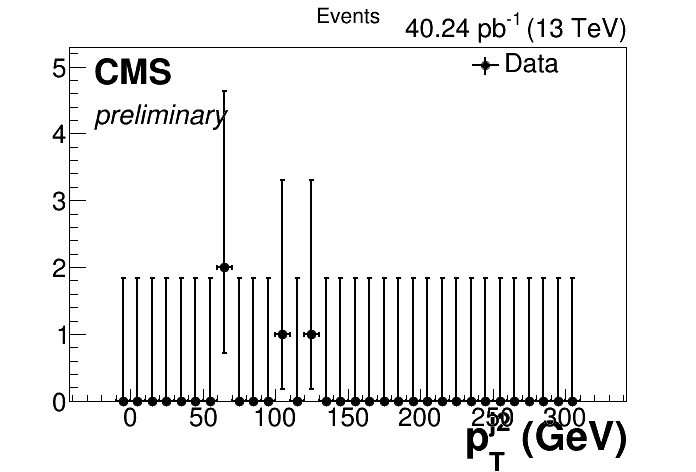 Events
40.24 pb-1 (13 TeV)
CMS
preliminary
Data
5
4
3
2
1
0
0 50 100 150 200 250 300
pTj2 (GeV)